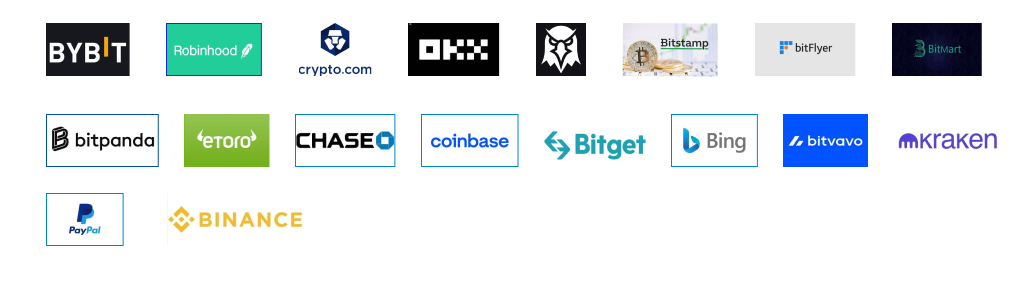 BYBIT
Robinhood
crypto.com
OKX
Bitstamp
bitFlyer
BitMart
bitpanda
eToro
CHASE
coinbase
Bitget
Bing
bitvavo
kraken
PayPal
BINANCE